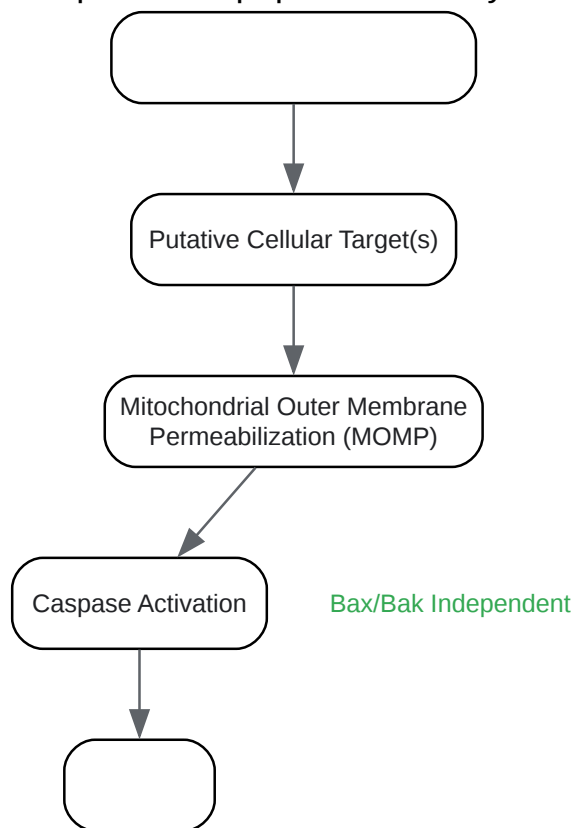 Putative Cellular Target(s)
Mitochondrial Outer Membrane
Permeabilization (MOMP)
Caspase Activation
Bax/Bak Independent